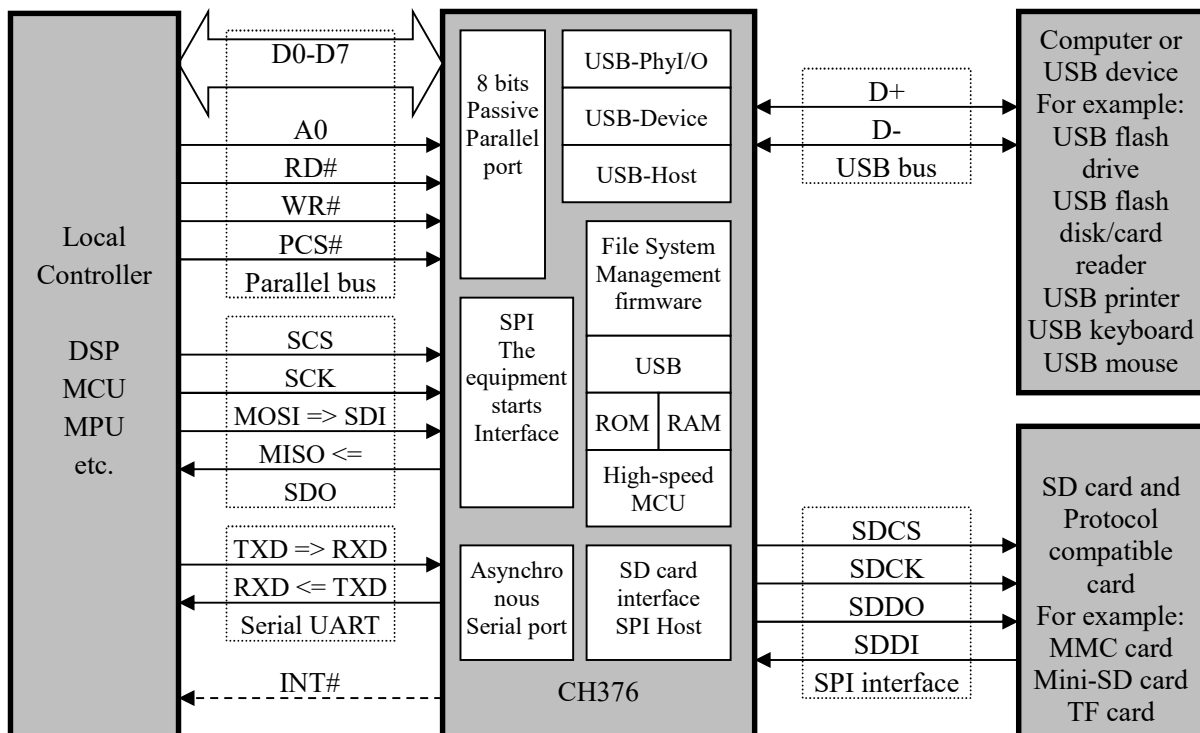 Local
Controller
DSP
MCU
MPU
etc.
D0-D7
A0
RD#
WR#
PCS#
Parallel bus
SCS
SCK
MOSI => SDI
MISO <=
SDO
TXD => RXD
RXD <= TXD
Serial UART
INT#
8 bits
Passive
Parallel
port
SPI
The
equipment
starts
Interface
Asynchro
nous
Serial port
USB-PhyI/O
USB-Device
USB-Host
File System
Management
firmware
USB
ROM
RAM
High-speed
MCU
SD card
interface
SPI Host
CH376
D+
D-
USB bus
SDCS
SDCK
SDDO
SDDI
SPI interface
Computer or
USB device
For example:
USB flash
drive
USB flash
disk/card
reader
USB printer
USB keyboard
USB mouse
SD card and
Protocol
compatible
card
For example:
MMC card
Mini-SD card
TF card